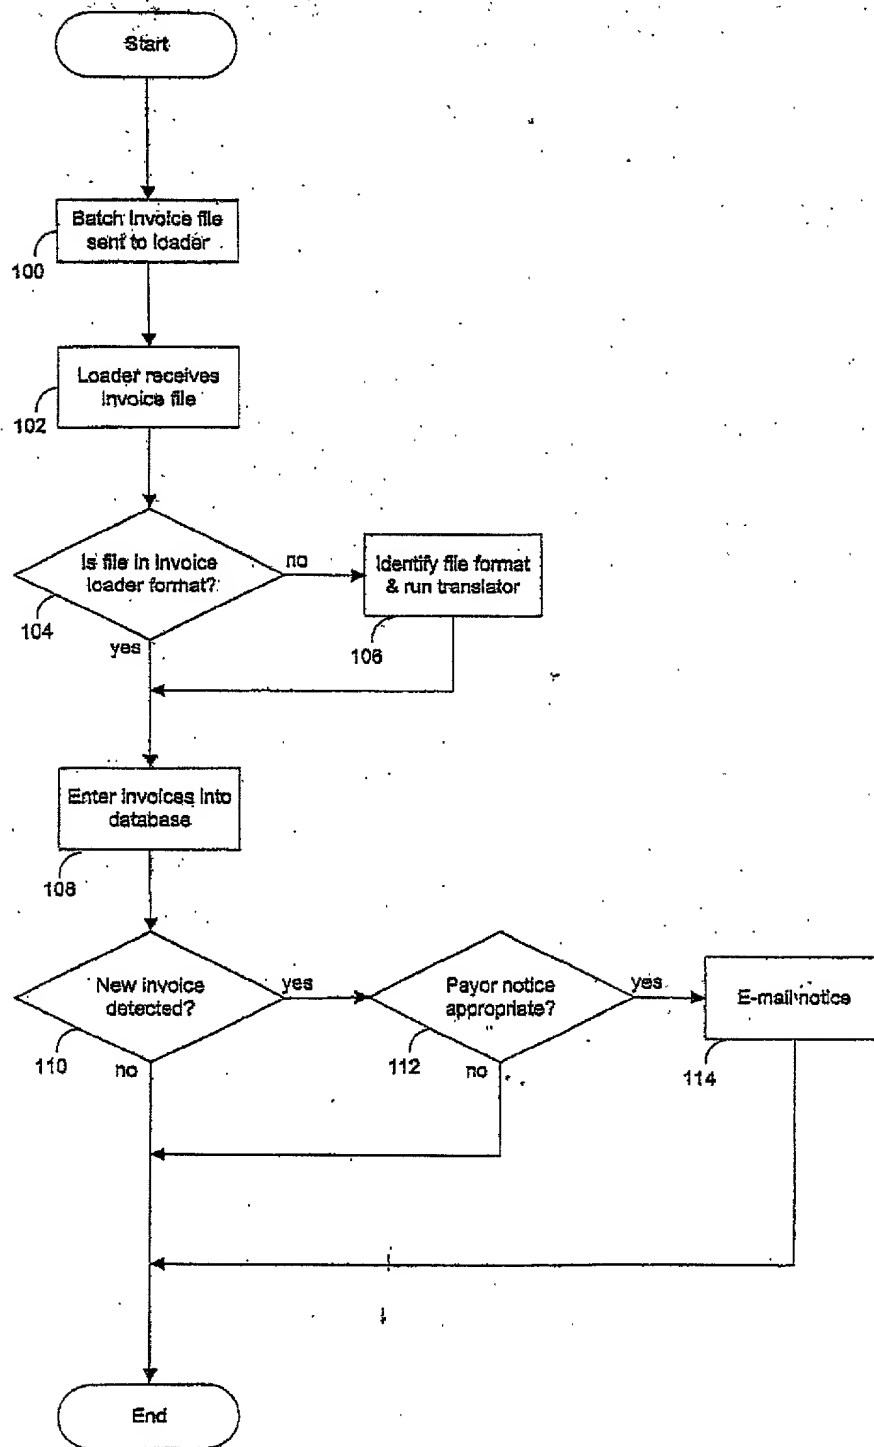 Start
Batch Invoice file
sent to loader
100
Loader receives
Invoice file
102
Is file in Invoice
loader format?
no
Identify file format
& run translator
104
106
yes
Enter invoices into
database
108
New invoice
detected?
yes
Payor notice
appropriate?
yes
E-mail notice
110
no
112
no
114
End